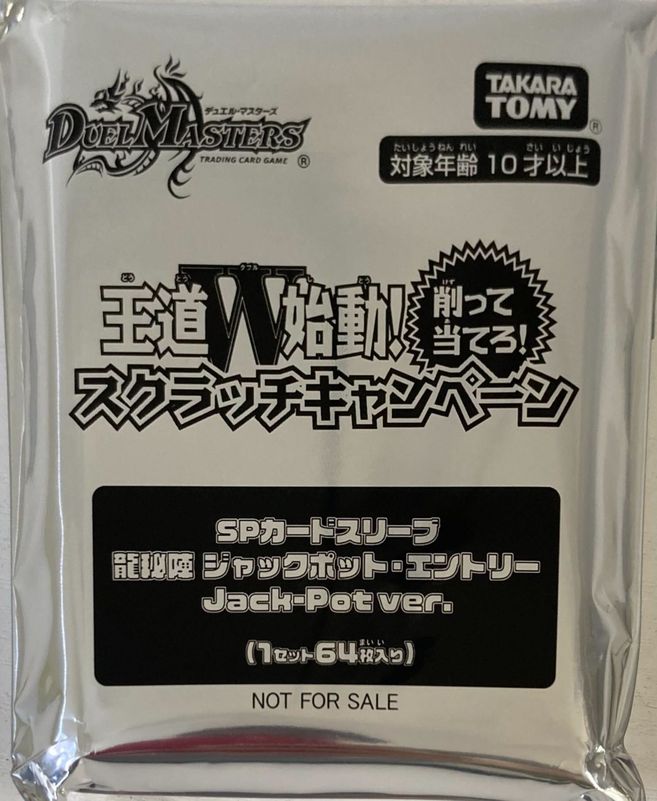 デュエル・マスターズ
DUEL MASTERS
TRADING CARD GAME ®
TAKARA TOMY ®
たいしょうねんれい さいいじょう
対象年齢 10才以上
おうどう ダブル しどう
王道W始動!
けず
削って
あ
当てろ!
スクラッチキャンペーン
SPカードスリーブ
龍秘陣 ジャックポット・エントリー
Jack-Pot ver.
まいい
(1セット64枚入り)
NOT FOR SALE